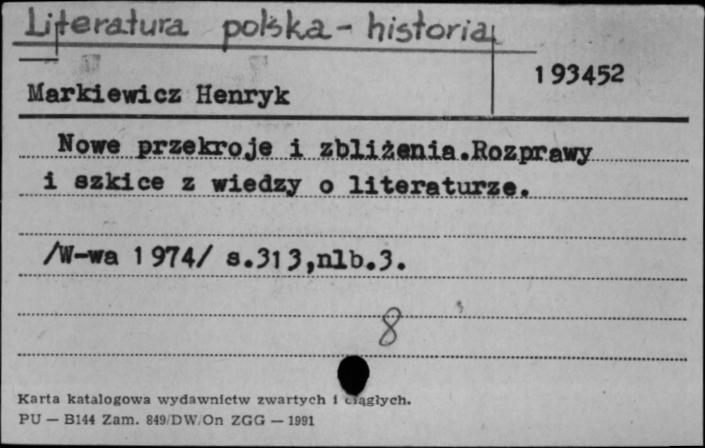 Literatura polska - historia
193452
Markiewicz Henryk
Nowe przekroje i zbliżenia.Rozprawy
i szkice z wiedzy o literaturze.
/W-wa 1974/ s.313,nlb.3.
8
Karta katalogowa wydawnictw zwartych i ciągłych.
PU — B144 Zam. 849/DW/On ZGG — 1991